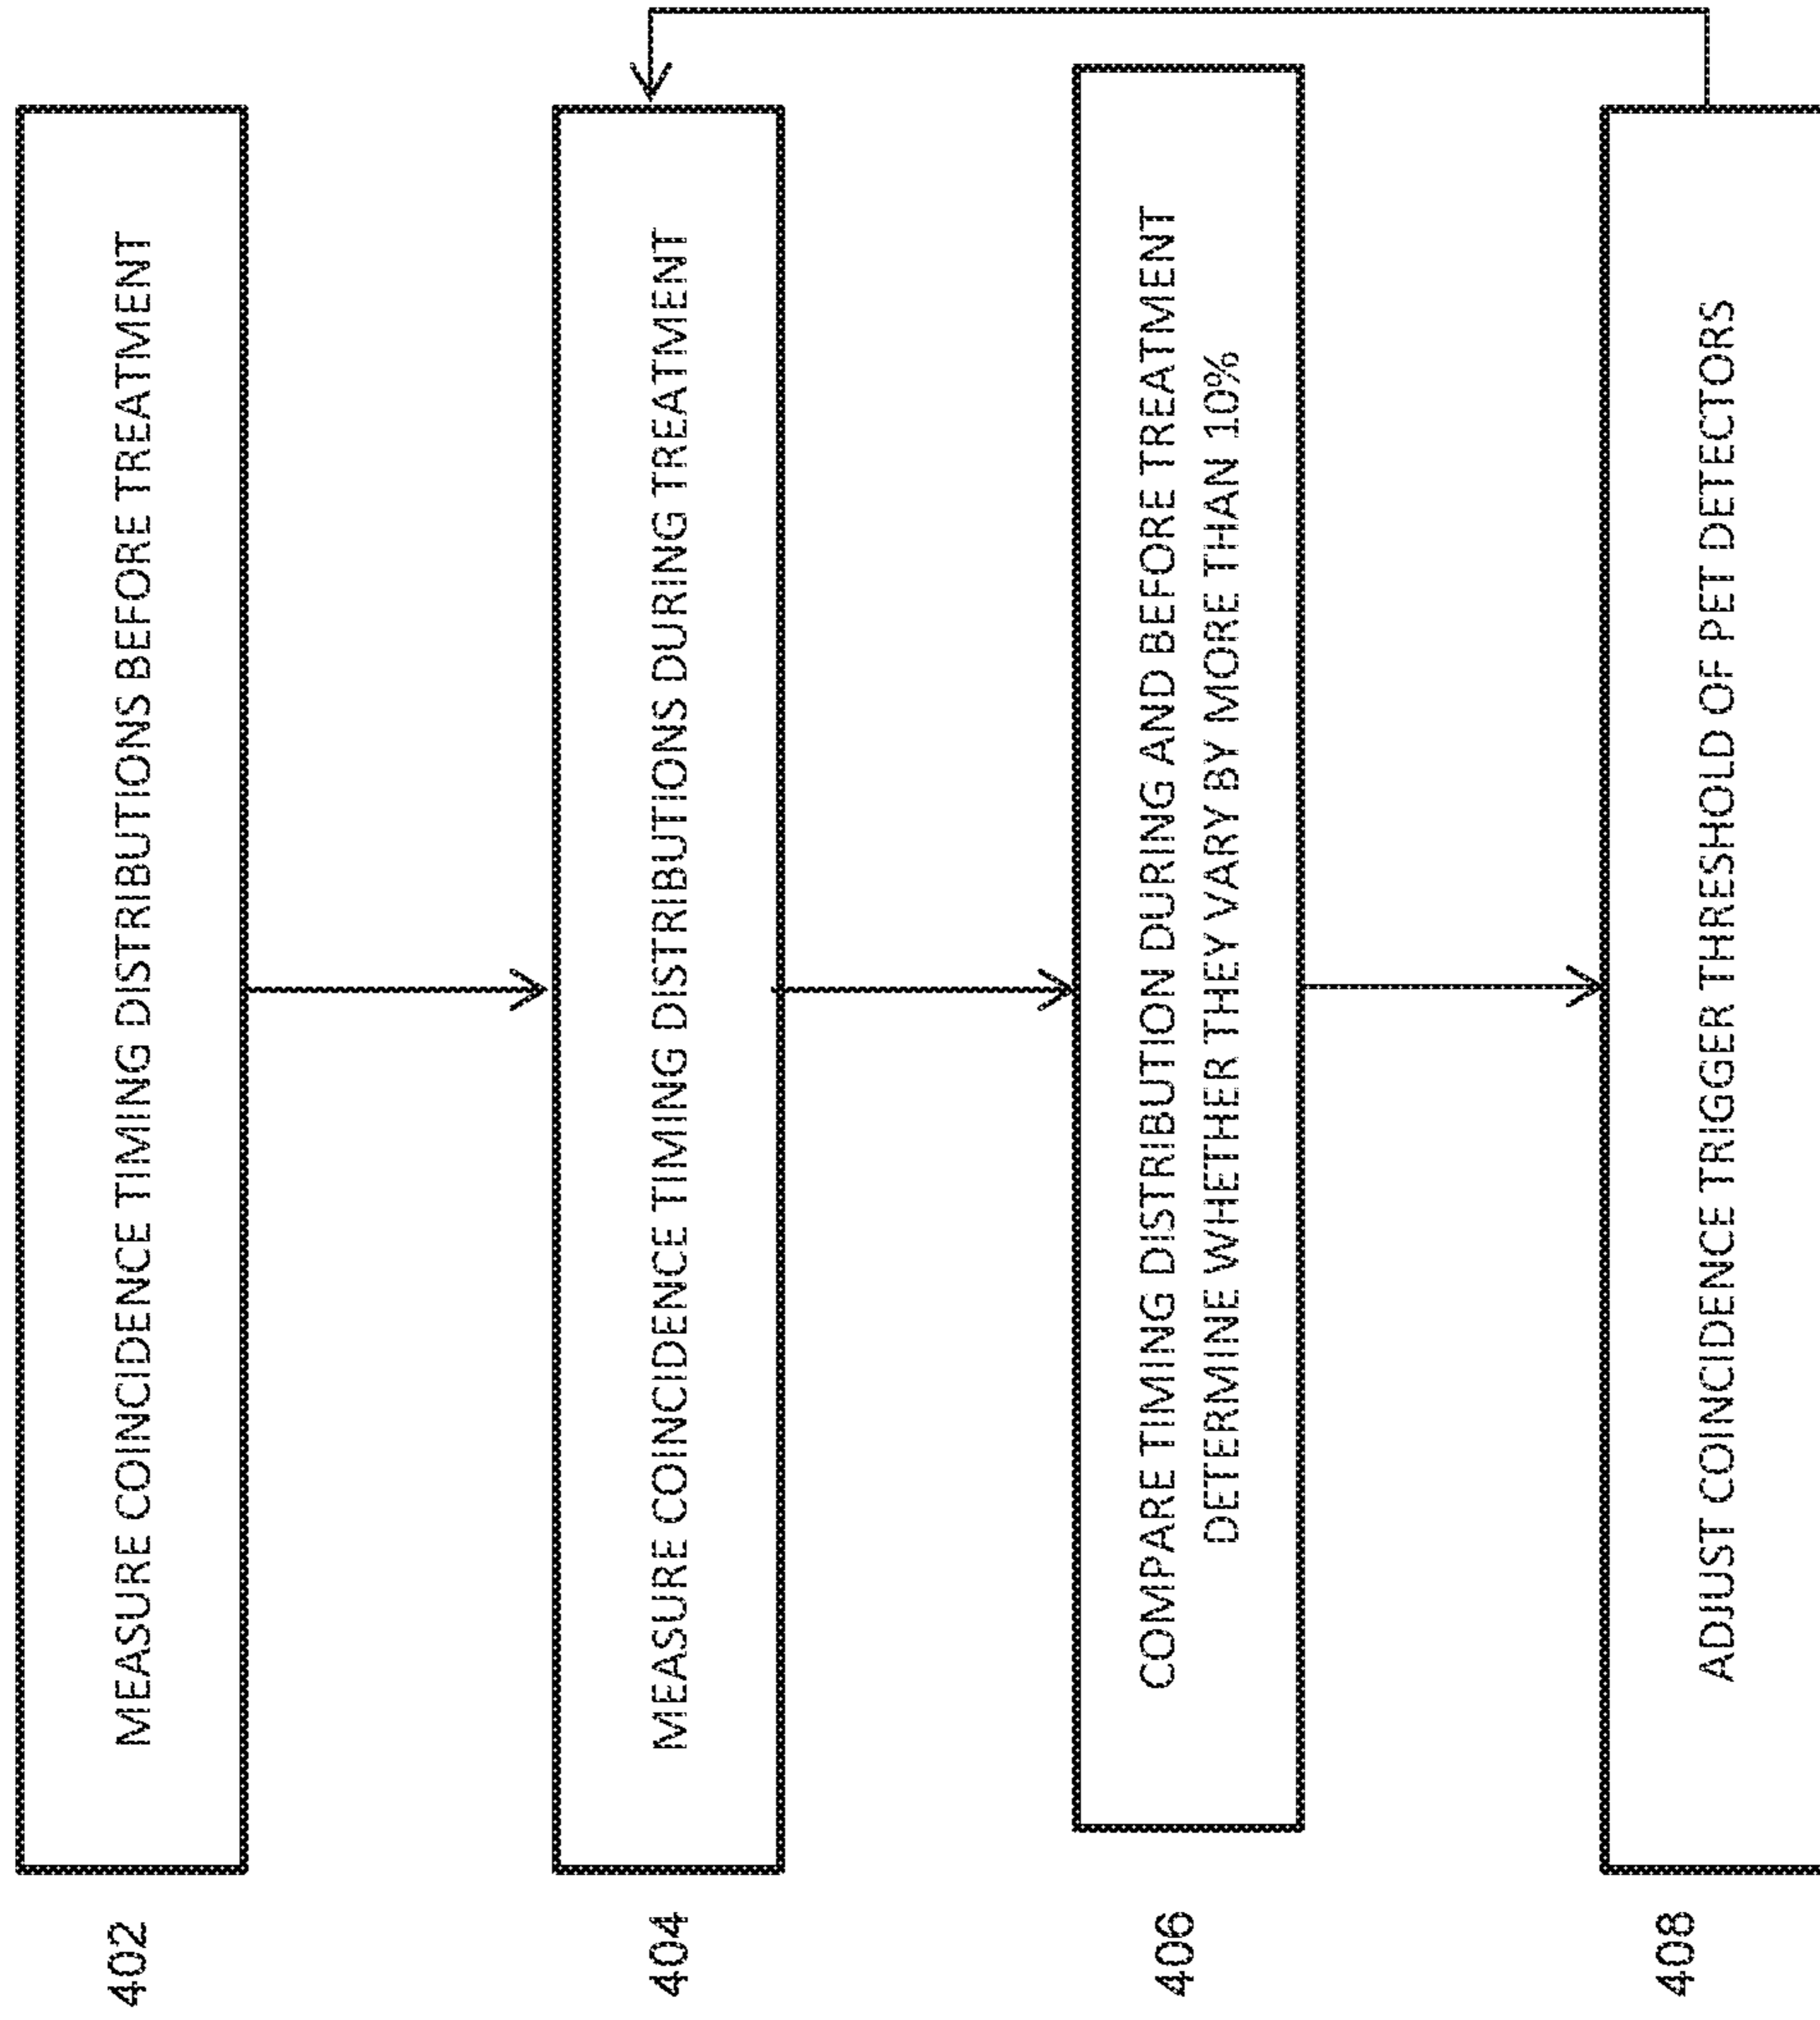 402
MEASURE COINCIDENCE TIMING DISTRIBUTIONS BEFORE TREATMENT
404
MEASURE COINCIDENCE TIMING DISTRIBUTIONS DURING TREATMENT
406
COMPARE TIMING DISTRIBUTION DURING AND BEFORE TREATMENT
DETERMINE WHETHER THEY VARY BY MORE THAN 10%
408
ADJUST COINCIDENCE TRIGGER THRESHOLD OF PET DETECTORS